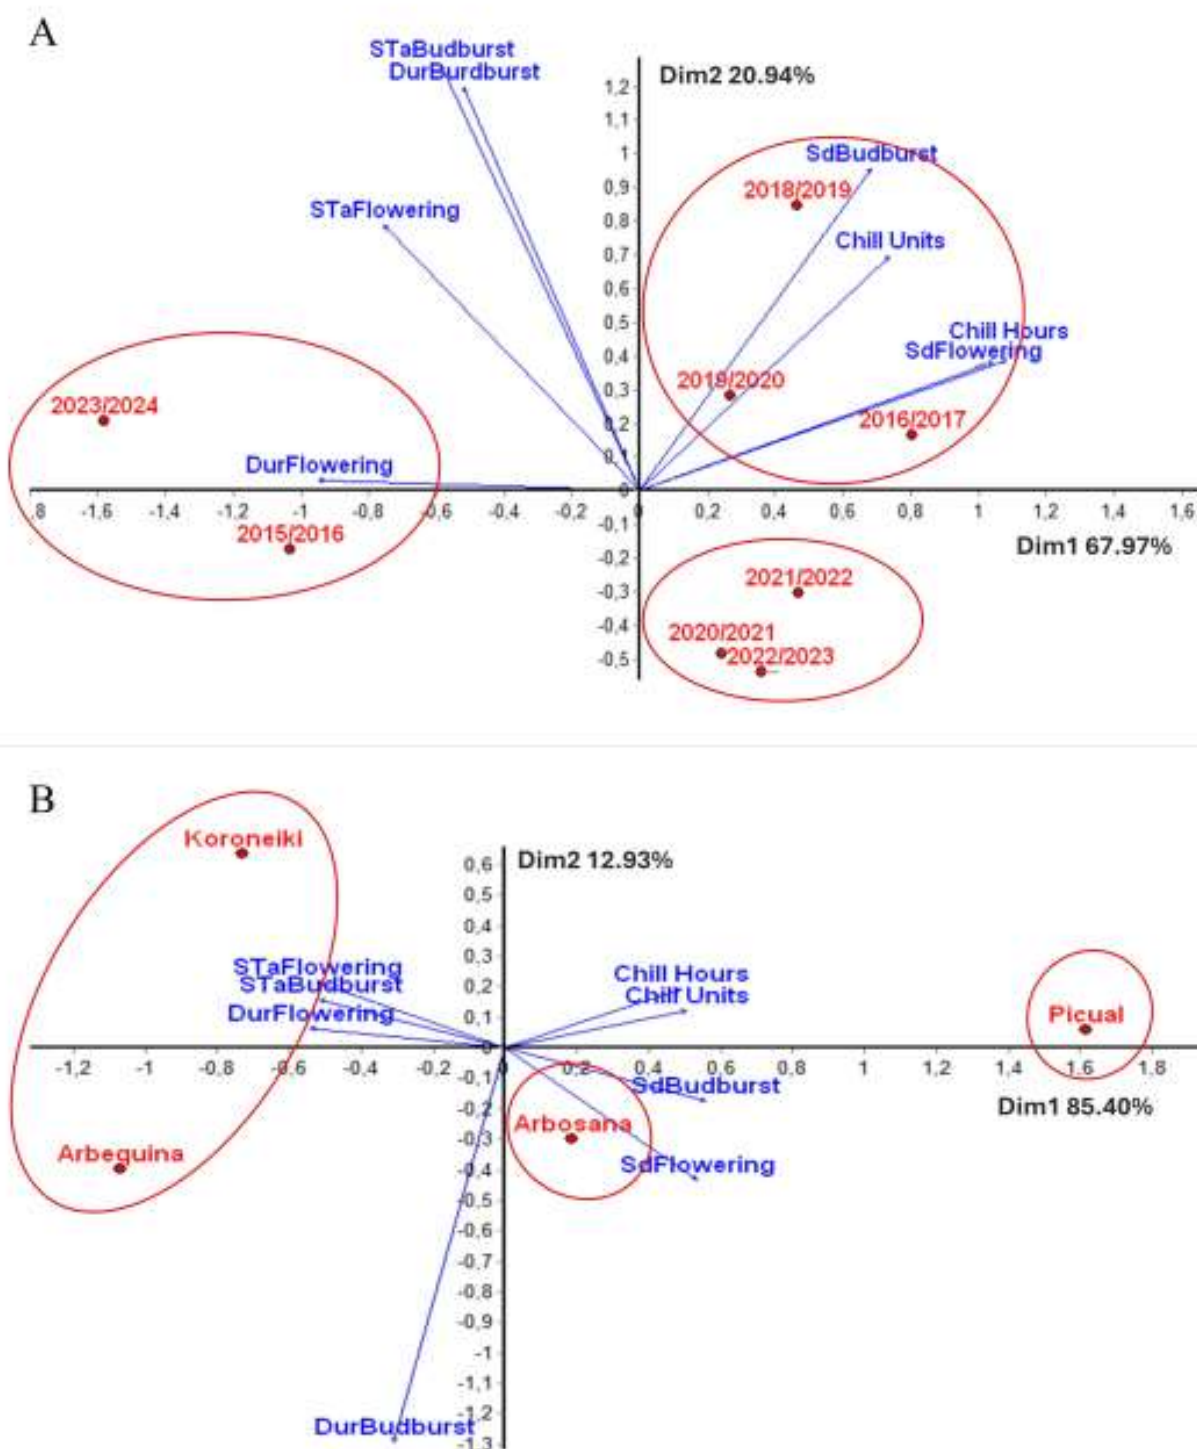 A
STaBudburst
DurBurdburst
Dim2 20.94%
1,2
1,1
1
SdBudburst
0,9
2018/2019
STaFlowering
0,8
0,7
Chill Units
0,6
0,5
Chill Hours
0,4
SdFlowering
0,3
2019/2020
2023/2024
0,2
2016/2017
0,1
DurFlowering
0
,8 -1,6 -1,4 -1,2 -1 -0,8 -0,6 -0,4 -0,2 0,2 0,4 0,6 0,8 1 1,2 1,4 1,6
-0,1
2015/2016
Dim1 67.97%
-0,2
2021/2022
-0,3
-0,4
2020/2021
-0,5
2022/2023
B
Koroneiki
Dim2 12.93%
0,6
0,5
0,4
0,3
STaFlowering
Chill Hours
0,2
STaBudburst
Chill Units
0,1
DurFlowering
Picual
0
-1,2 -1 -0,8 -0,6 -0,4 -0,2 0,2 0,4 0,6 0,8 1 1,2 1,4 1,6 1,8
-0,1
SdBudburst
Dim1 85.40%
-0,2
Arbosana
-0,3
Arbequina
SdFlowering
-0,4
-0,5
-0,6
-0,7
-0,8
-0,9
-1
-1,1
-1,2
DurBudburst
-1,3